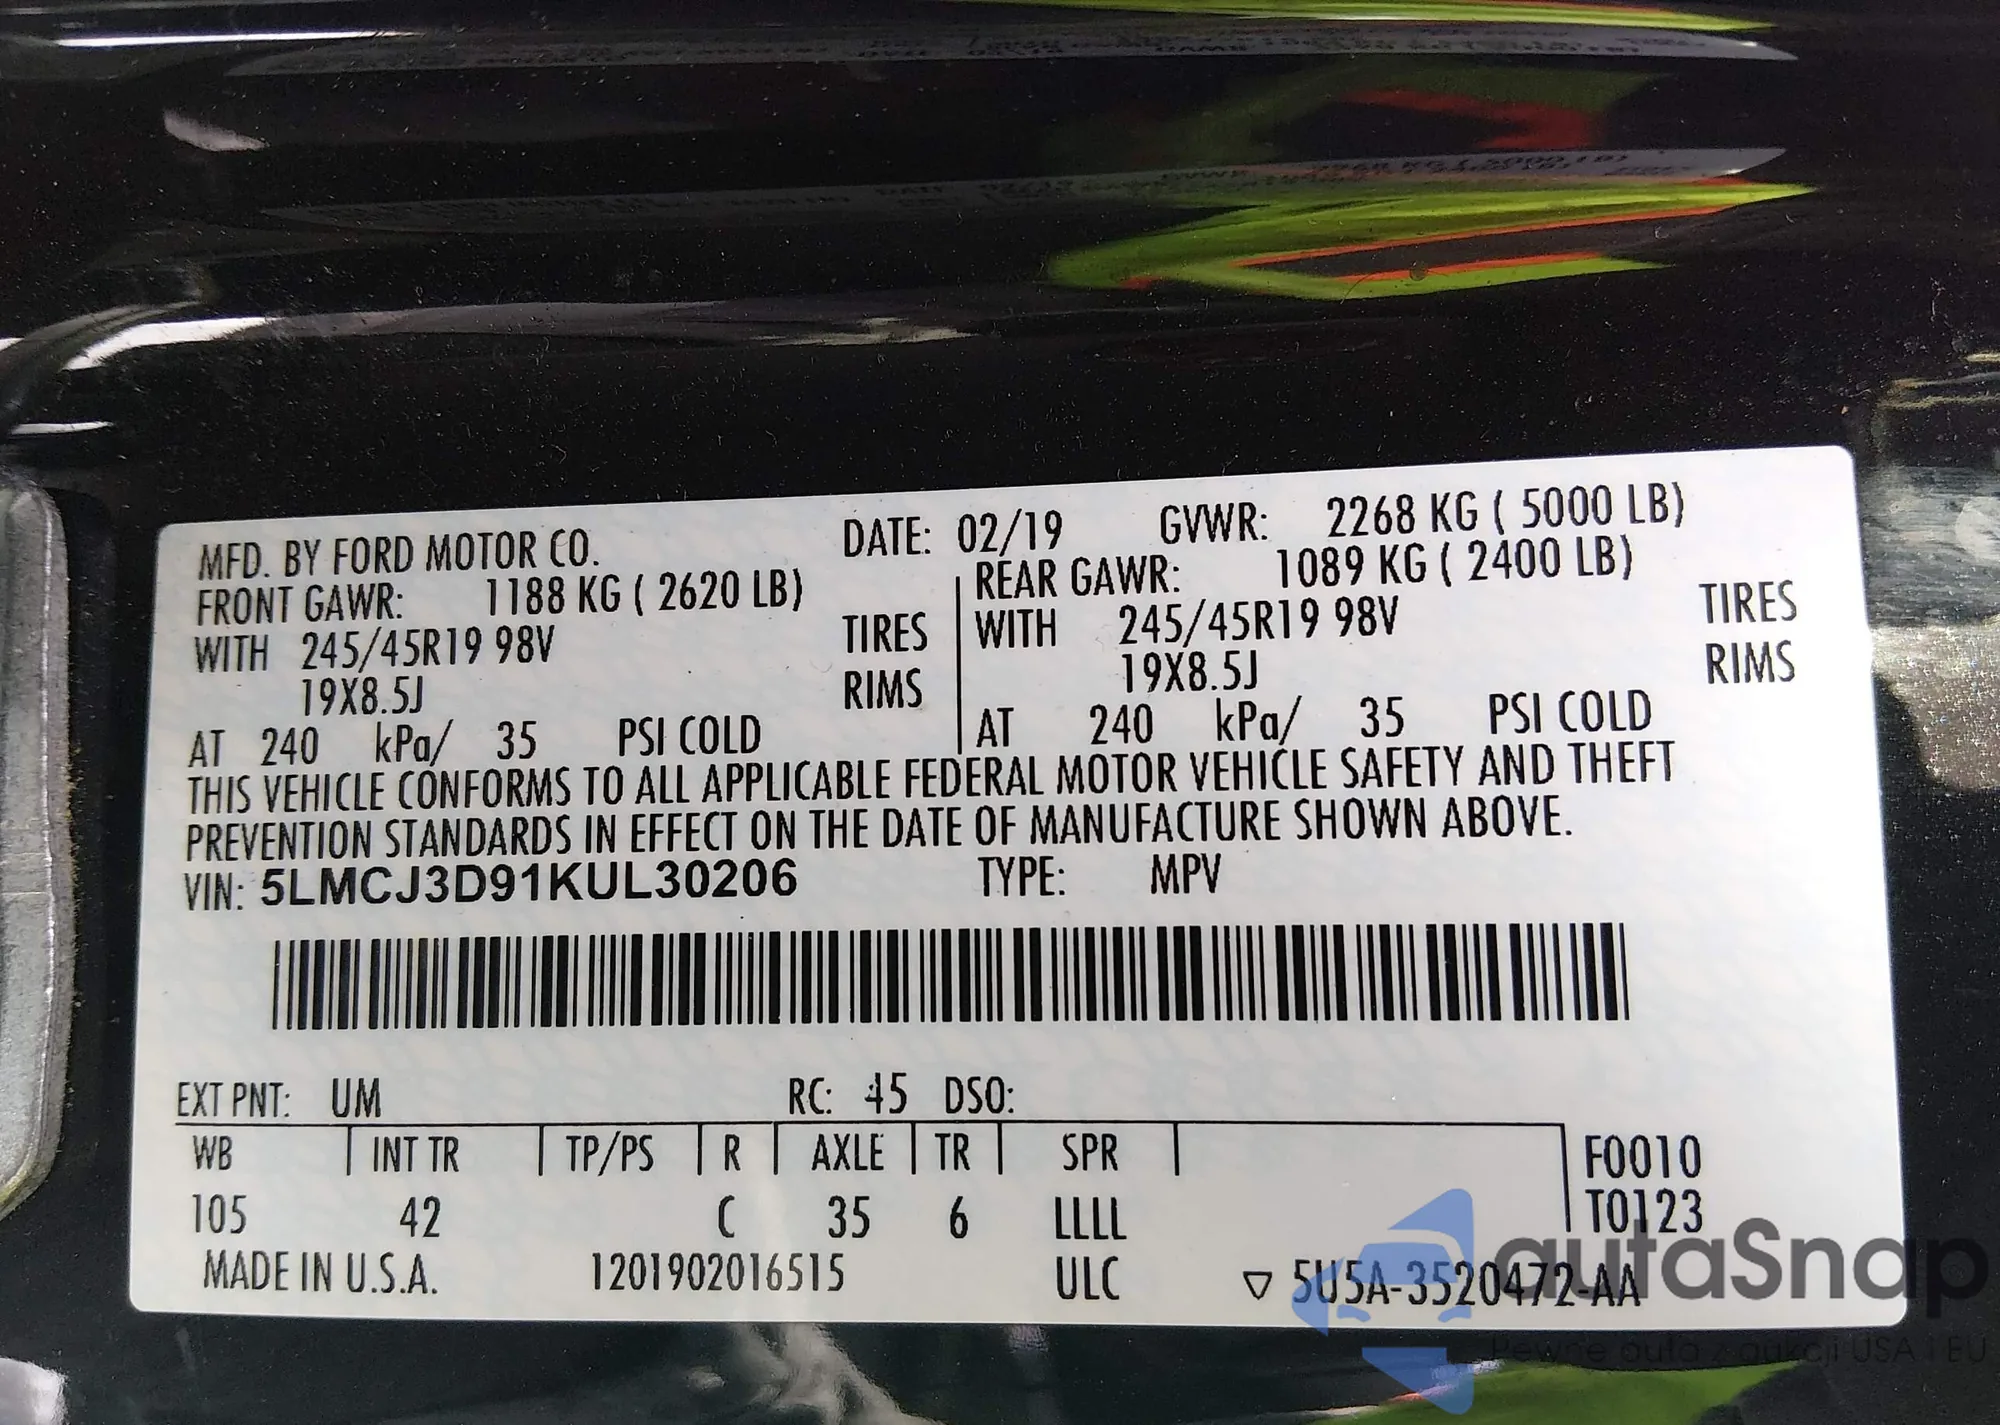 MFD. BY FORD MOTOR CO. DATE: 02/19 GVWR: 2268 KG ( 5000 LB)
FRONT GAWR: 1188 KG ( 2620 LB) REAR GAWR: 1089 KG ( 2400 LB)
WITH 245/45R19 98V TIRES WITH 245/45R19 98V TIRES
19X8.5J RIMS 19X8.5J RIMS
AT 240 kPa/ 35 PSI COLD AT 240 kPa/ 35 PSI COLD
THIS VEHICLE CONFORMS TO ALL APPLICABLE FEDERAL MOTOR VEHICLE SAFETY AND THEFT
PREVENTION STANDARDS IN EFFECT ON THE DATE OF MANUFACTURE SHOWN ABOVE.
VIN: 5LMCJ3D91KUL30206 TYPE: MPV
EXT PNT: UM RC: 45 DSO:
WB INT TR TP/PS R AXLE TR SPR F0010
105 42 C 35 6 LLLL T0123
MADE IN U.S.A. 1201902016515 ULC ▽ 5U5A-3520472-AA
autaSnap
Pewne auta z aukcji USA i EU